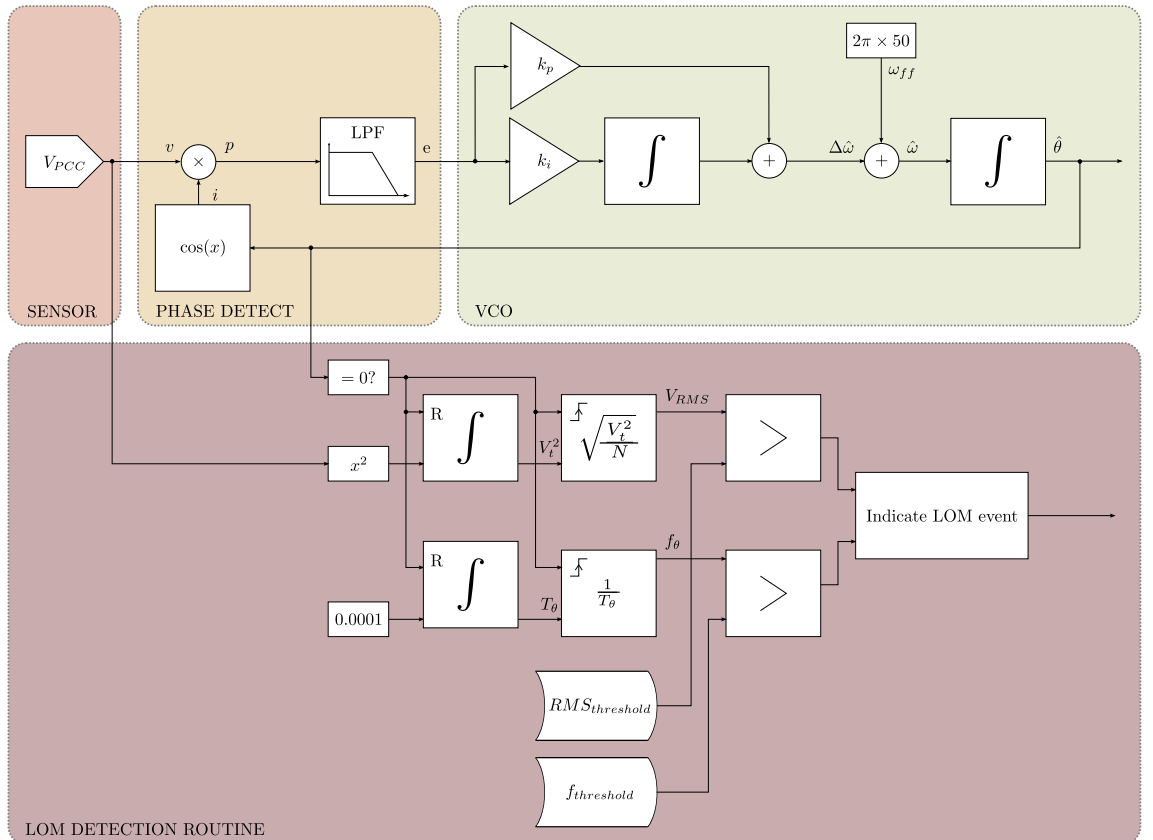 2π × 50
k_p
ω_ff
LPF
V_PCC
v
×
p
e
k_i
∫
+
Δω̂
+
ω̂
∫
θ̂
i
cos(x)
SENSOR
PHASE DETECT
VCO
= 0?
R
∫
V_t^2
√(V_t^2/N)
V_RMS
>
x^2
Indicate LOM event
R
∫
T_θ
1/T_θ
f_θ
>
0.0001
RMS_threshold
f_threshold
LOM DETECTION ROUTINE